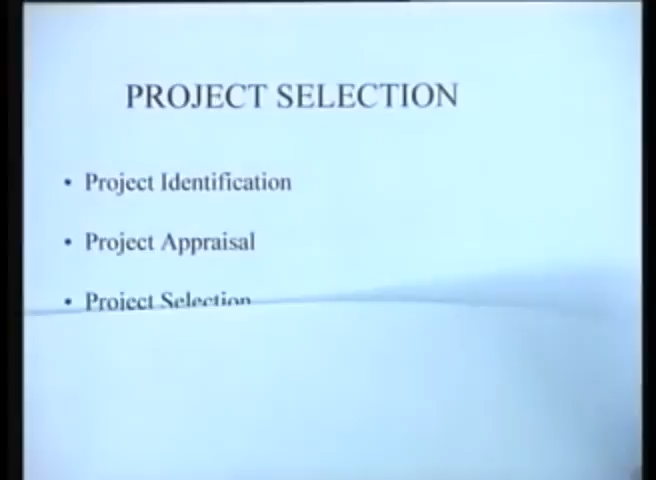 PROJECT SELECTION
• Project Identification
• Project Appraisal
• Project Selection